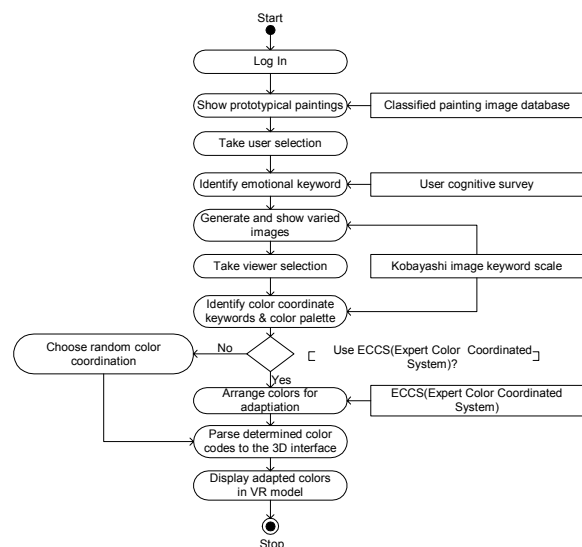 Start
Log In
Show prototypical paintings
Classified painting image database
Take user selection
Identify emotional keyword
User cognitive survey
Generate and show varied
images
Take viewer selection
Kobayashi image keyword scale
Identify color coordinate
keywords & color palette
Choose random color
coordination
No
Use ECCS(Expert Color Coordinated
System)?
Yes
Arrange colors for
adaptiation
ECCS(Expert Color Coordinated
System)
Parse determined color
codes to the 3D interface
Display adapted colors
in VR model
Stop